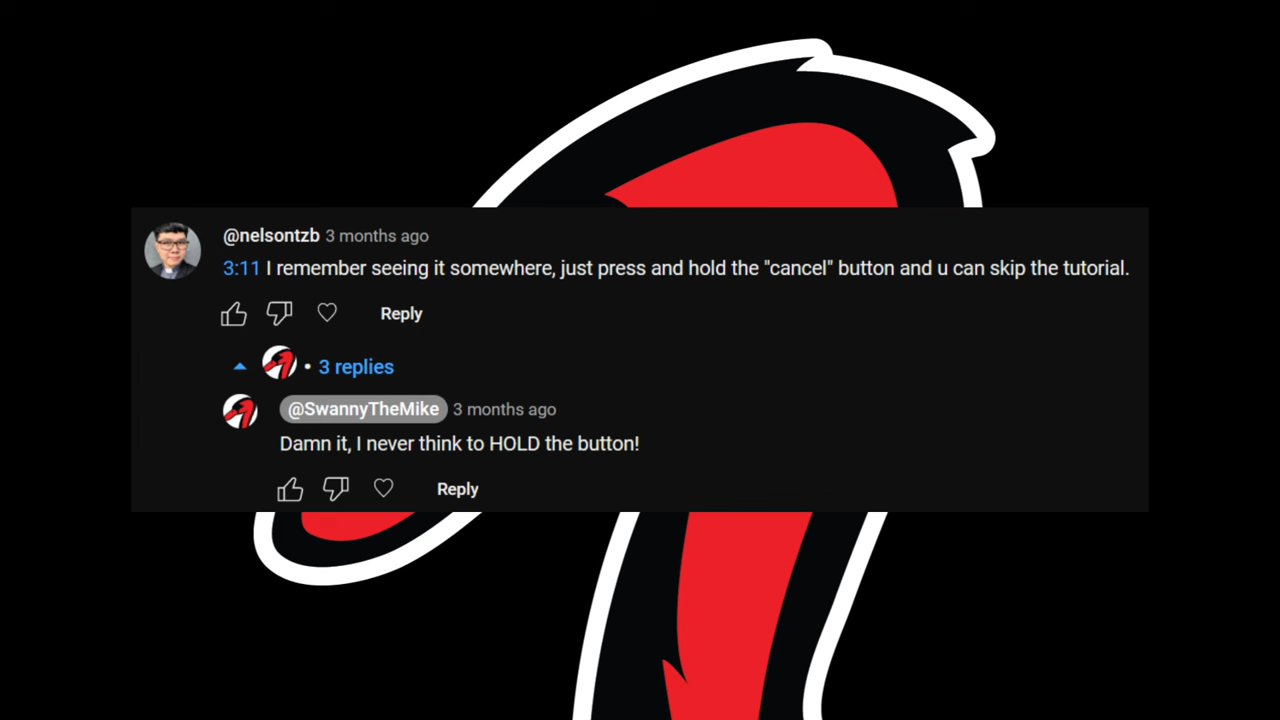 @nelsontzb 3 months ago
3:11 I remember seeing it somewhere, just press and hold the "cancel" button and u can skip the tutorial.
Reply
• 3 replies
@SwannyTheMike 3 months ago
Damn it, I never think to HOLD the button!
Reply